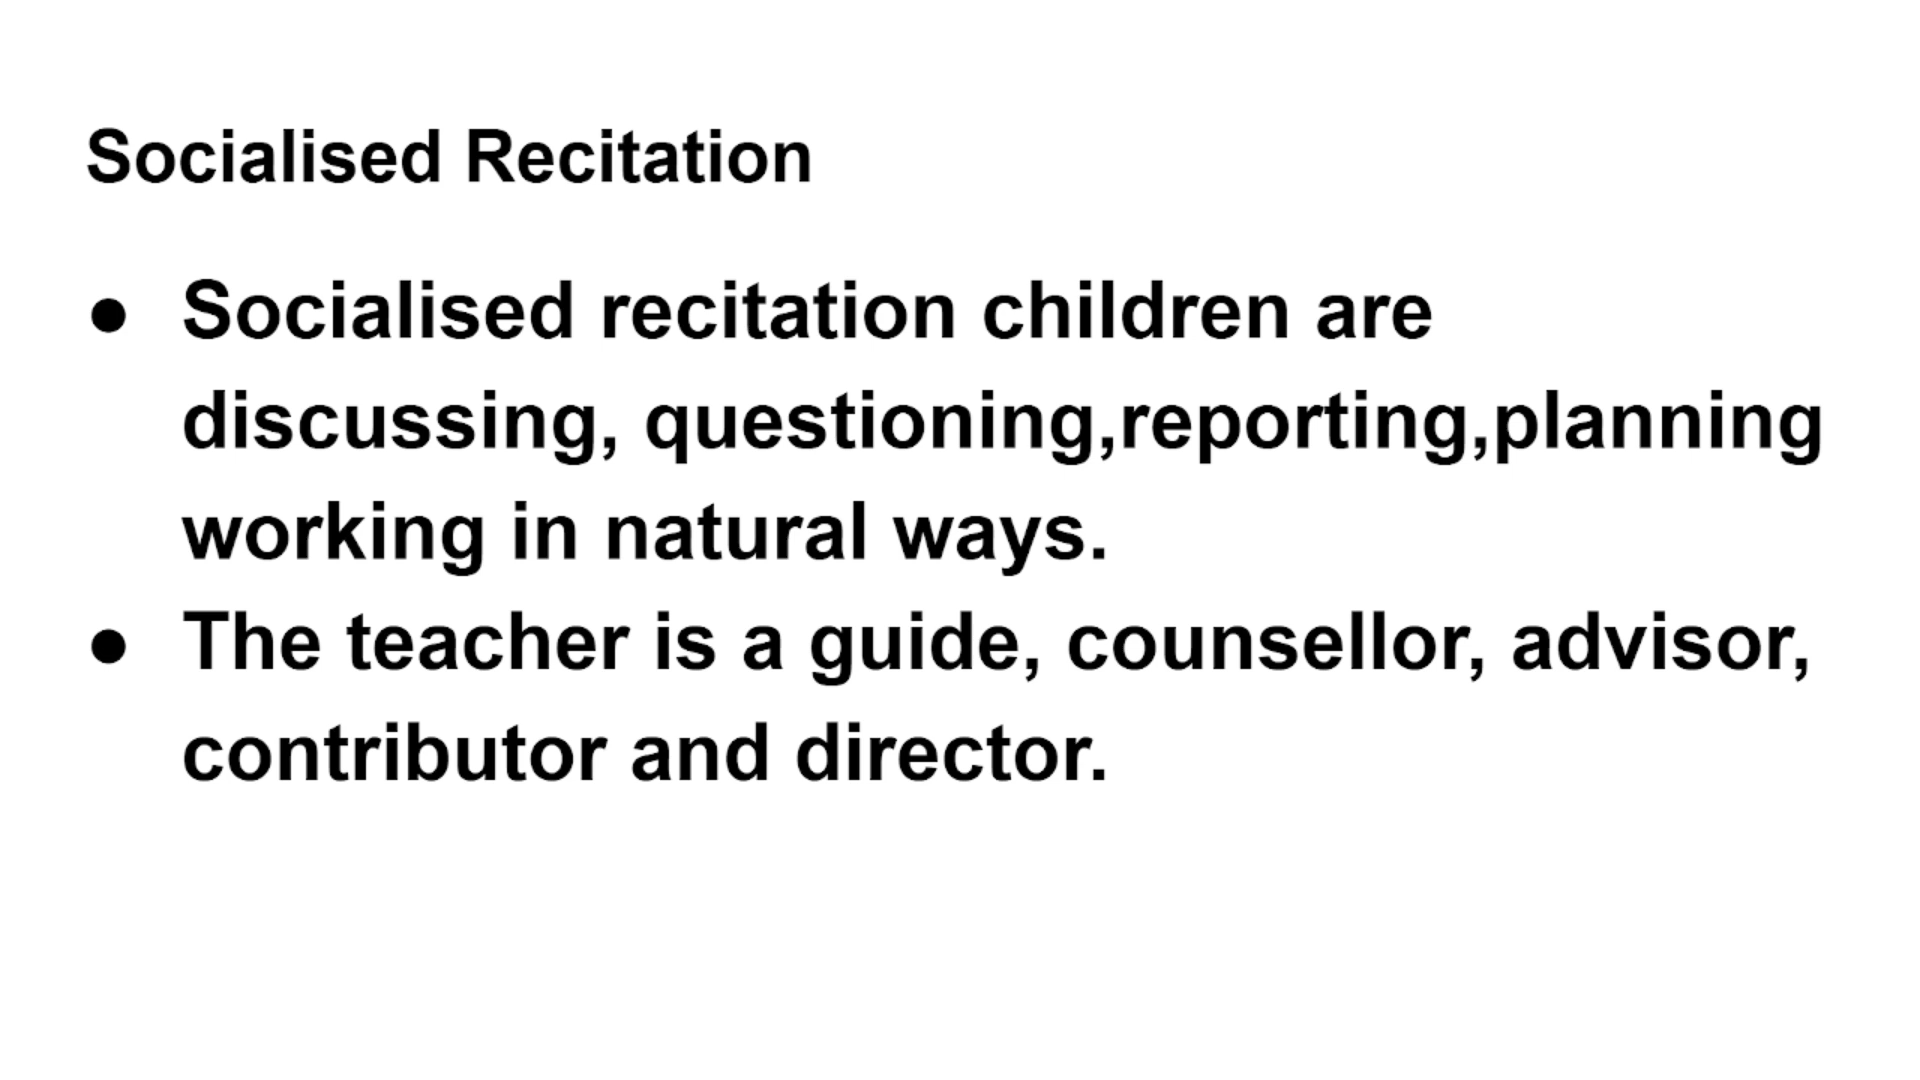 Socialised Recitation
● Socialised recitation children are
discussing, questioning,reporting,planning
working in natural ways.
● The teacher is a guide, counsellor, advisor,
contributor and director.